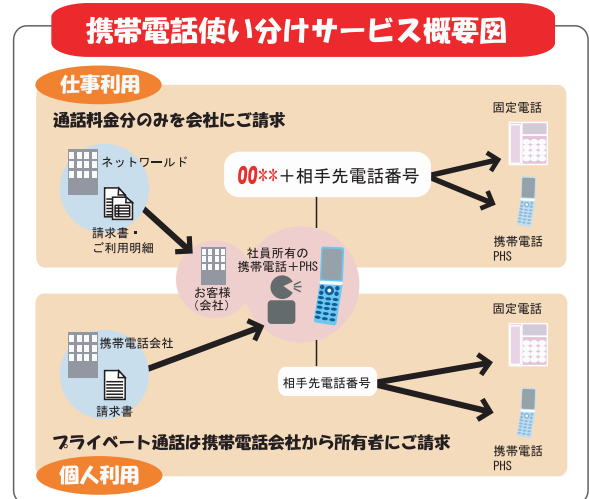 携帯電話使い分けサービス概要図
仕事利用
通話料金分のみを会社にご請求
ネットワールド
請求書・
ご利用明細
00**＋相手先電話番号
固定電話
携帯電話
PHS
社員所有の
携帯電話＋PHS
お客様
（会社）
携帯電話会社
請求書
相手先電話番号
固定電話
携帯電話
PHS
プライベート通話は携帯電話会社から所有者にご請求
個人利用